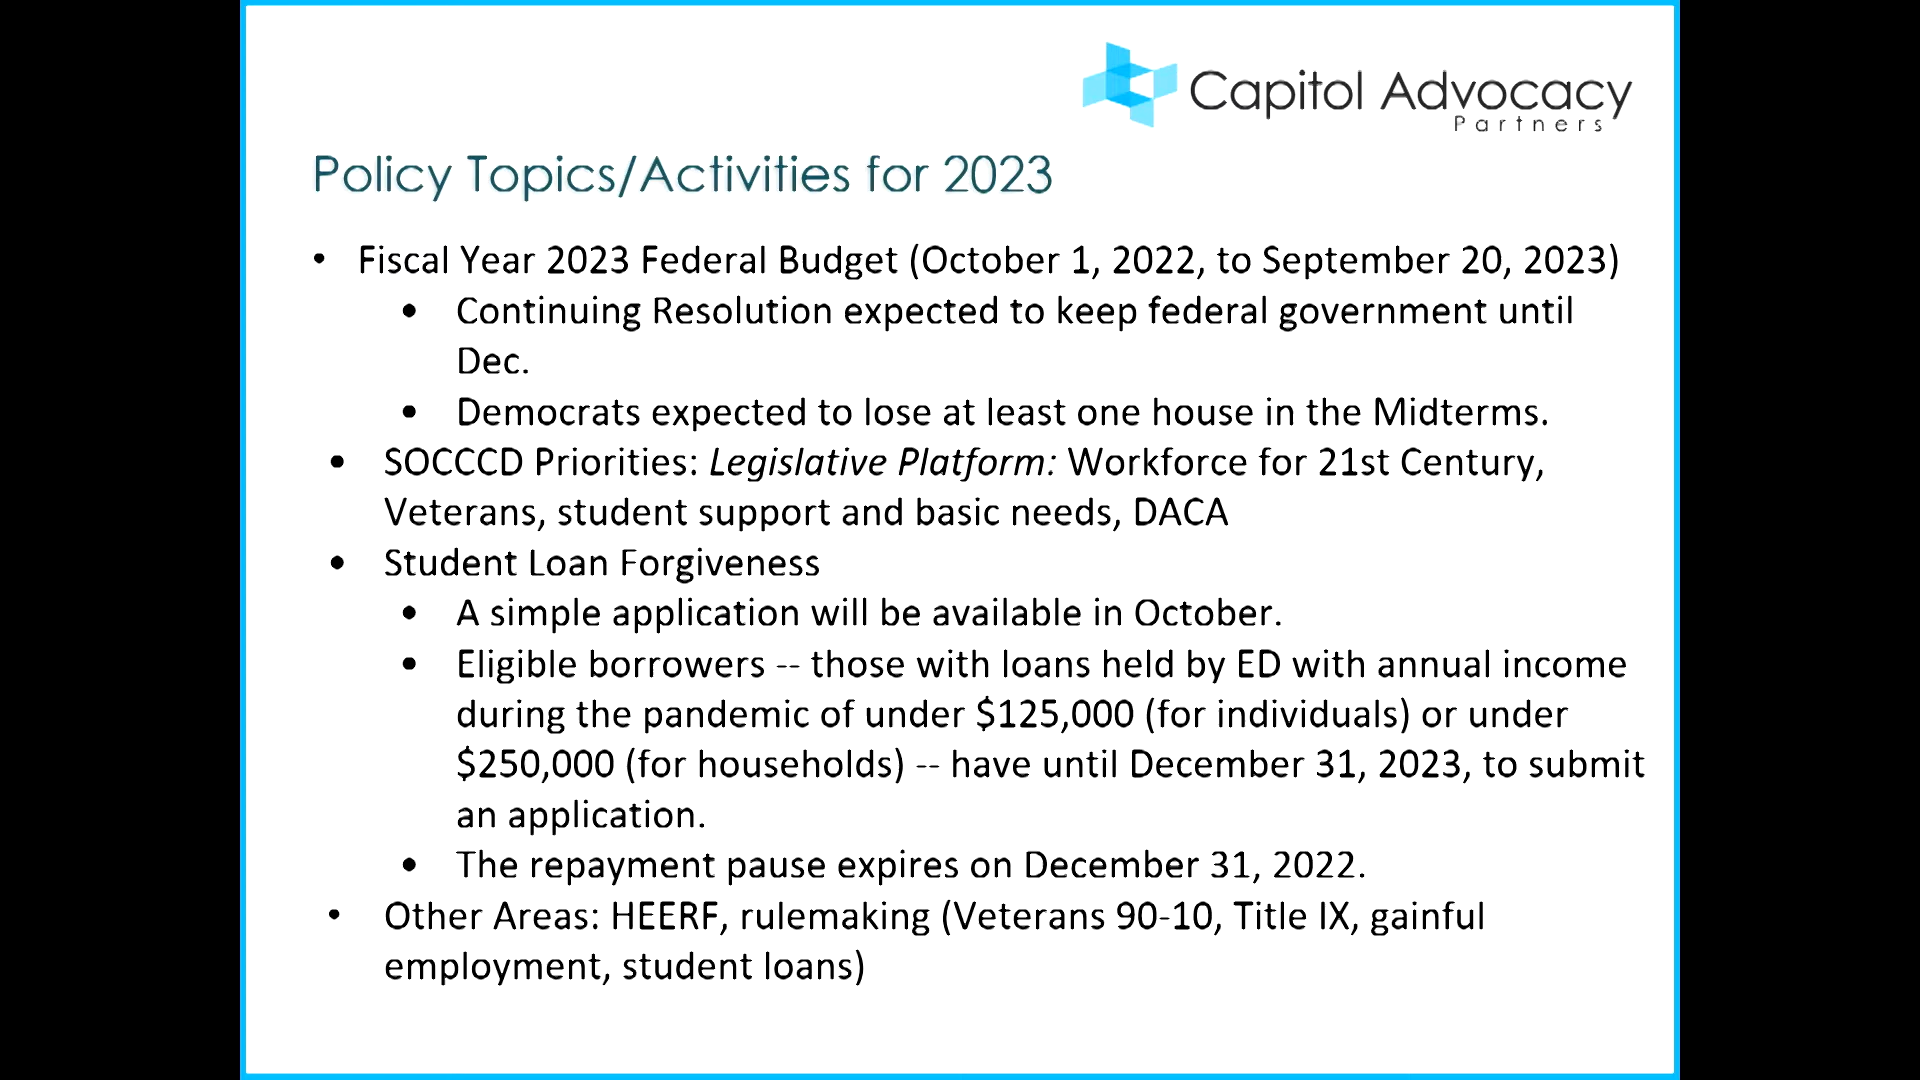 Capitol Advocacy
Partners
Policy Topics/Activities for 2023
• Fiscal Year 2023 Federal Budget (October 1, 2022, to September 20, 2023)
• Continuing Resolution expected to keep federal government until
Dec.
• Democrats expected to lose at least one house in the Midterms.
• SOCCCD Priorities: Legislative Platform: Workforce for 21st Century,
Veterans, student support and basic needs, DACA
• Student Loan Forgiveness
• A simple application will be available in October.
• Eligible borrowers -- those with loans held by ED with annual income
during the pandemic of under $125,000 (for individuals) or under
$250,000 (for households) -- have until December 31, 2023, to submit
an application.
• The repayment pause expires on December 31, 2022.
• Other Areas: HEERF, rulemaking (Veterans 90-10, Title IX, gainful
employment, student loans)